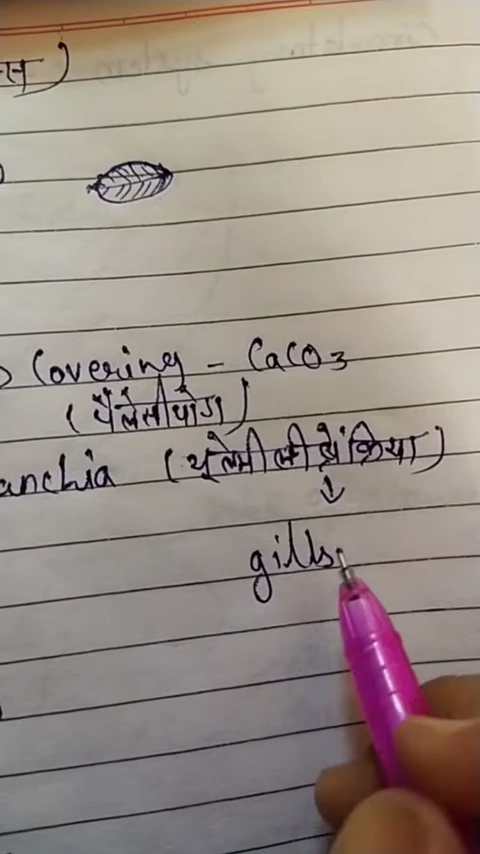 स)
Covering - CaCO3
(पैलेसीपोडा)
anchia (यूलेमीलीब्रेंकिया)
↓
gills